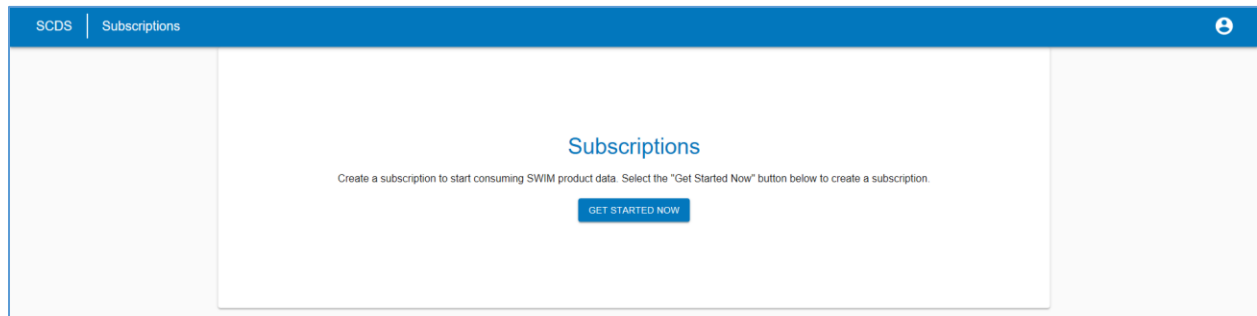 SCDS Subscriptions
Subscriptions
Create a subscription to start consuming SWIM product data. Select the "Get Started Now" button below to create a subscription.
GET STARTED NOW